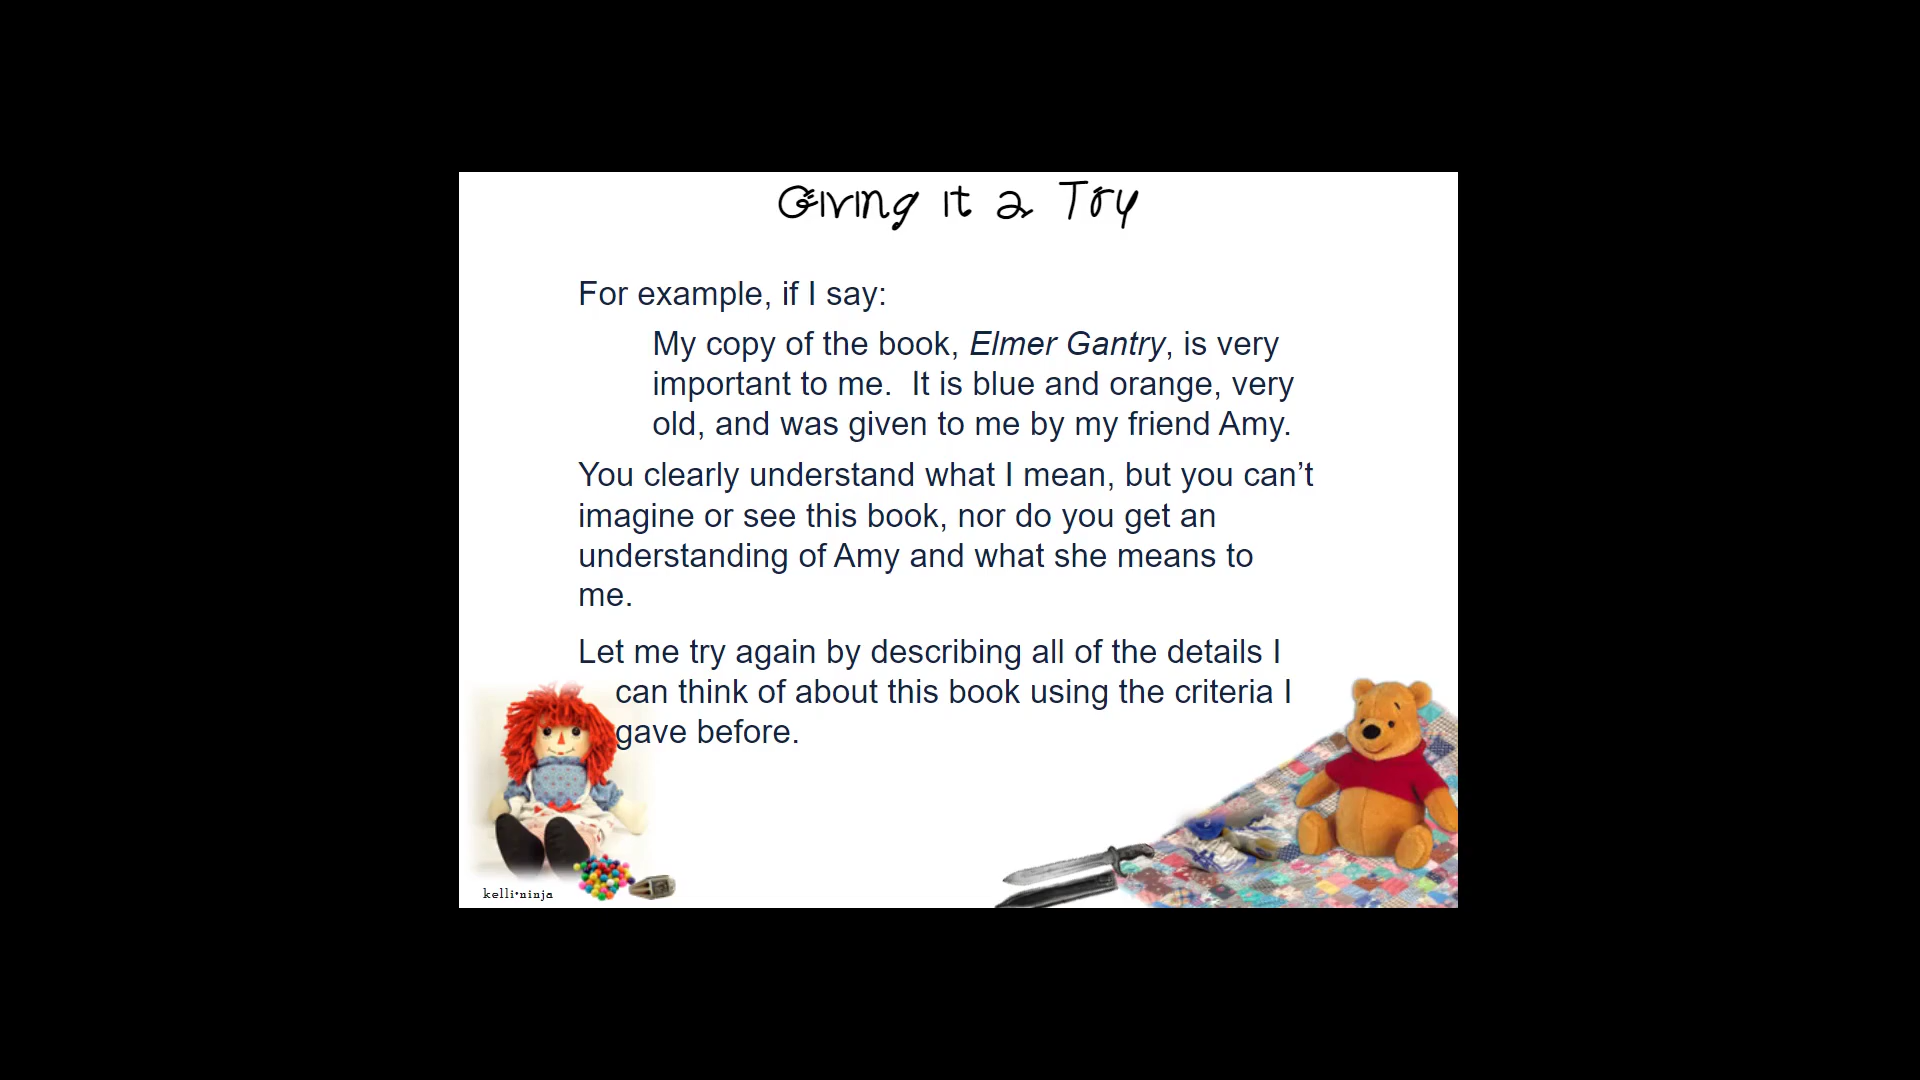 Giving it a Try
For example, if I say:
My copy of the book, Elmer Gantry, is very
important to me.  It is blue and orange, very
old, and was given to me by my friend Amy.
You clearly understand what I mean, but you can’t
imagine or see this book, nor do you get an
understanding of Amy and what she means to
me.
Let me try again by describing all of the details I
can think of about this book using the criteria I
gave before.
kelli•ninja